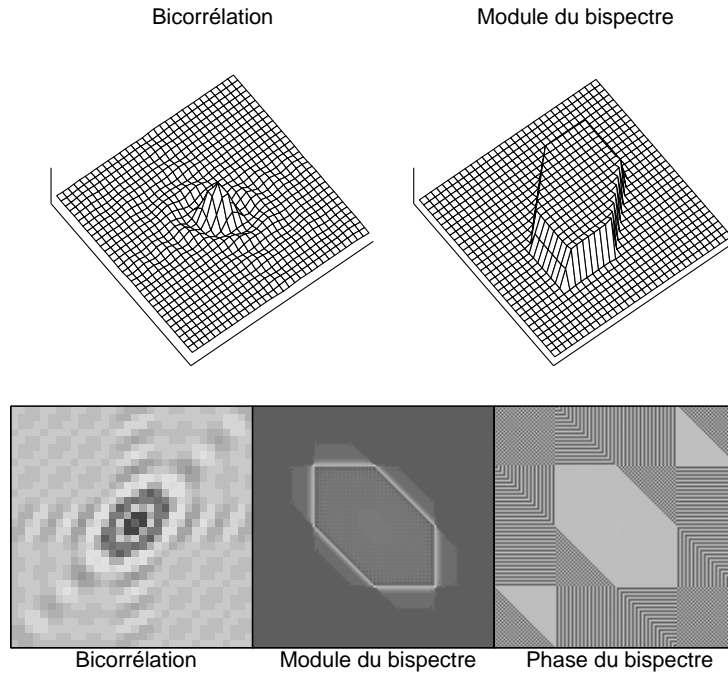 Bicorrélation
Module du bispectre
Bicorrélation
Module du bispectre
Phase du bispectre